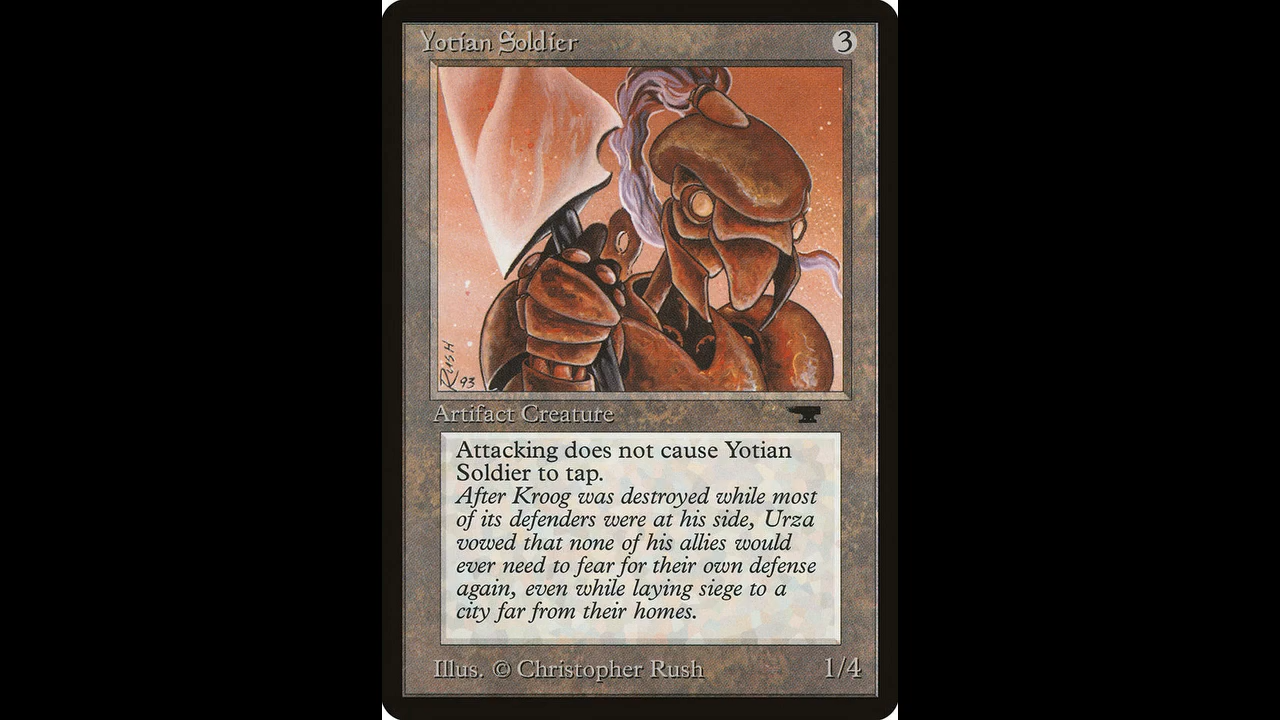 Yotian Soldier 3
RUSH 93
Artifact Creature
Attacking does not cause Yotian
Soldier to tap.
After Kroog was destroyed while most
of its defenders were at his side, Urza
vowed that none of his allies would
ever need to fear for their own defense
again, even while laying siege to a
city far from their homes.
Illus. © Christopher Rush 1/4